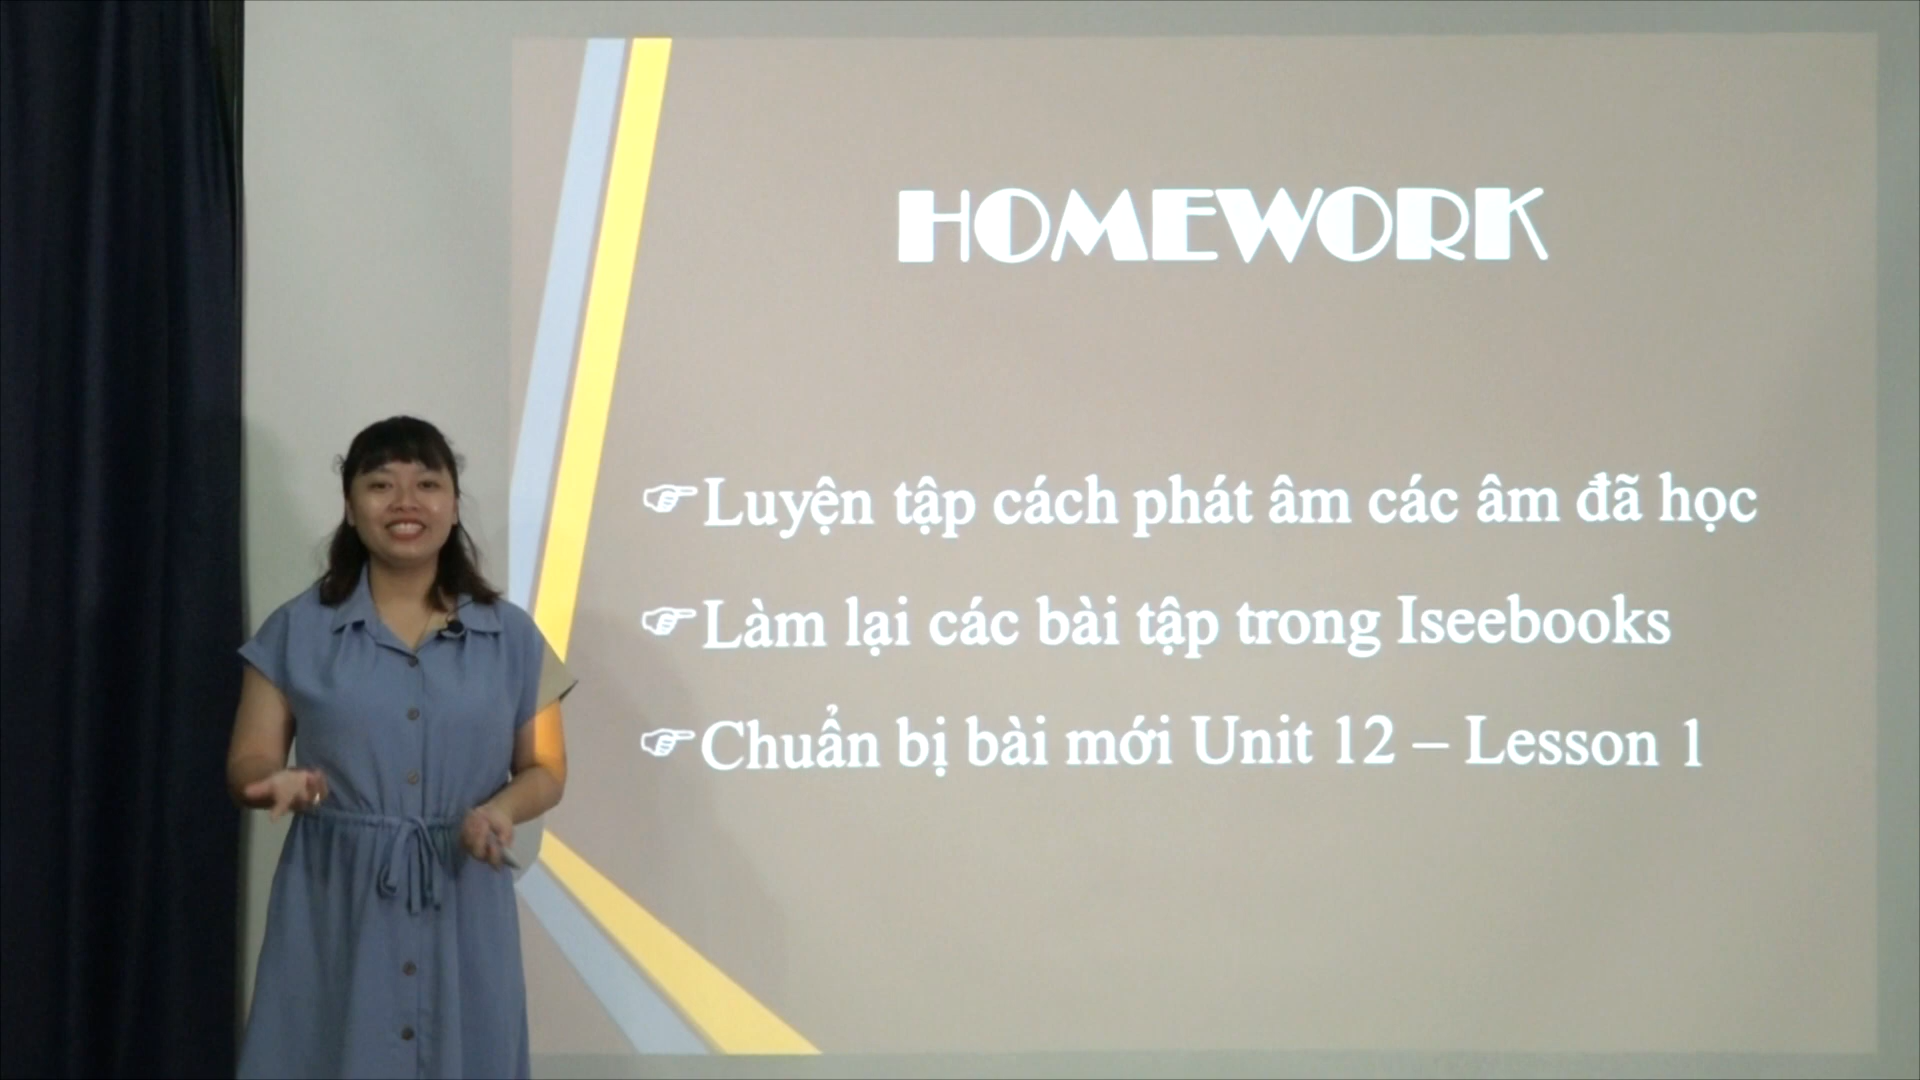 HOMEWORK
Luyện tập cách phát âm các âm đã học
Làm lại các bài tập trong Iseebooks
Chuẩn bị bài mới Unit 12 – Lesson 1